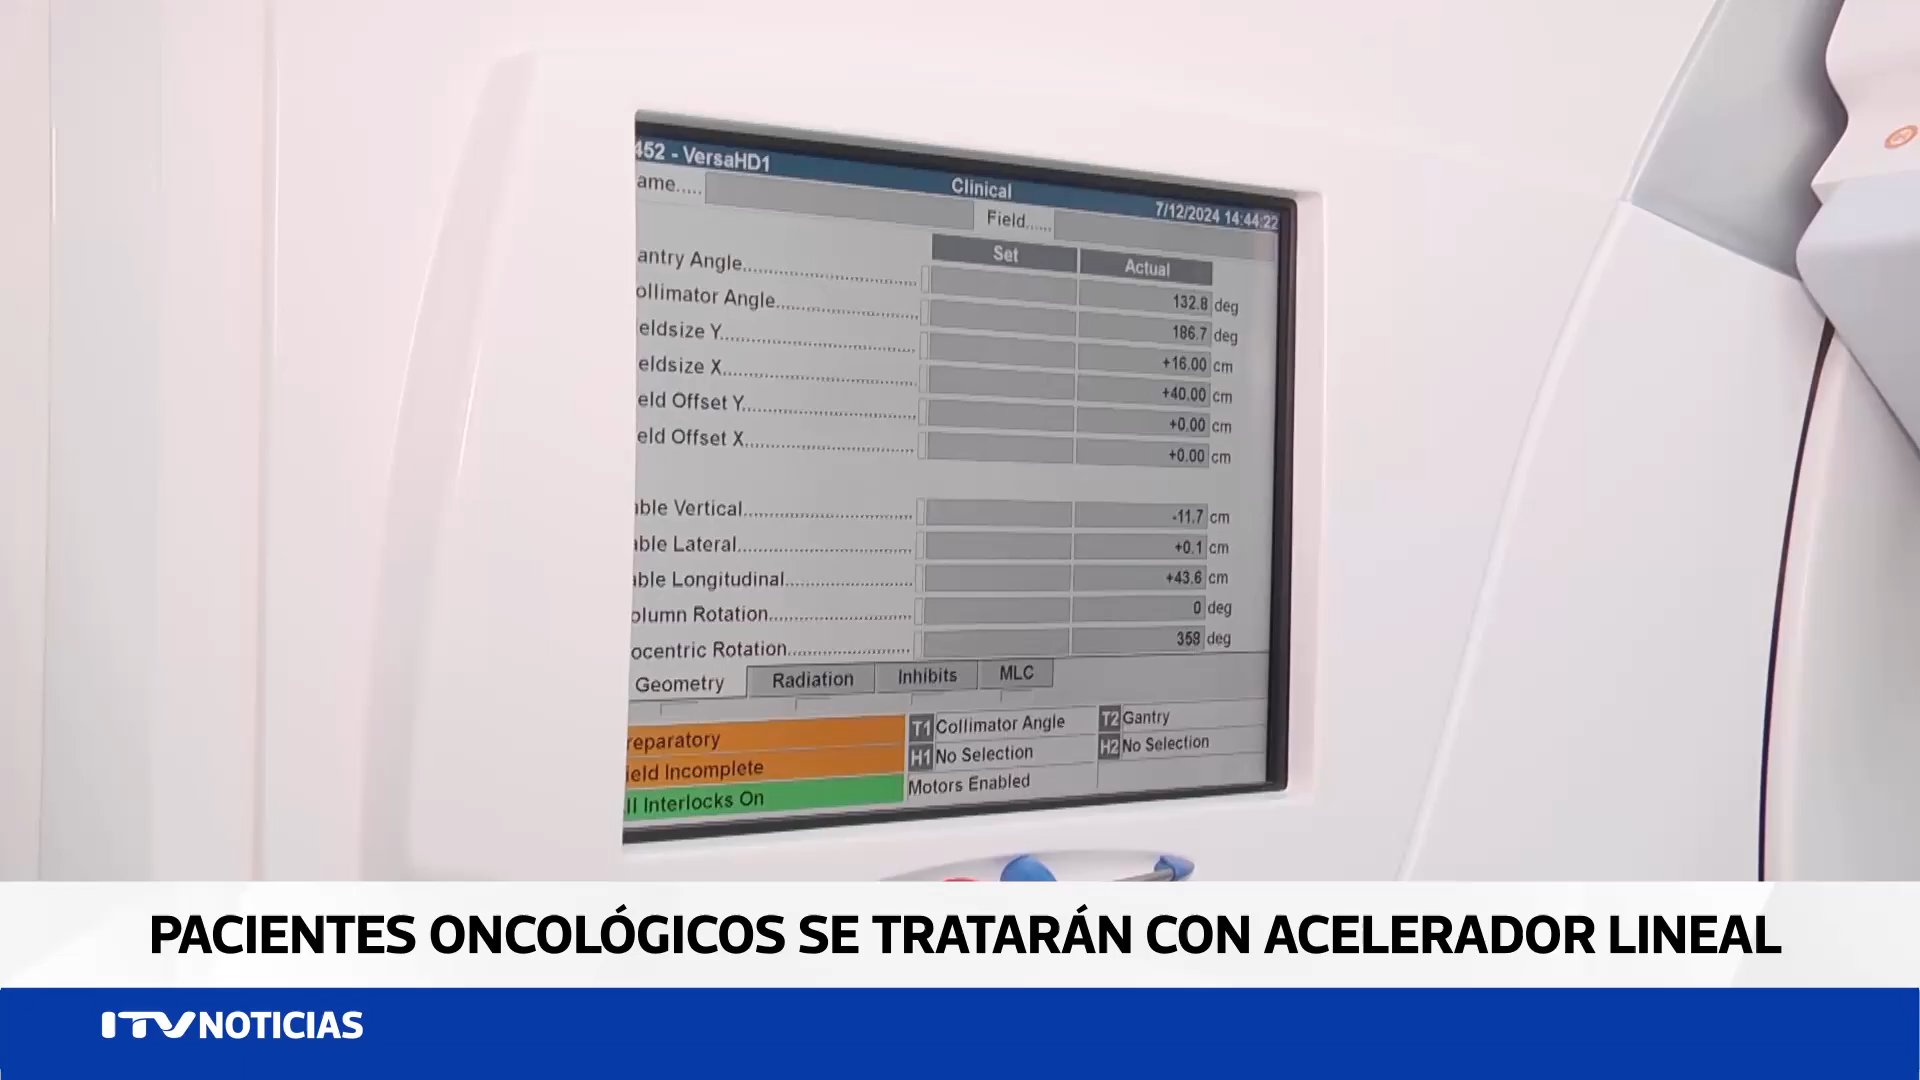 452 - VersaHD1
Clinical
7/12/2024 14:44:22
ame.....
Field......
Set Actual
antry Angle 132.8 deg
ollimator Angle 186.7 deg
eldsize Y +16.00 cm
eldsize X +40.00 cm
eld Offset Y +0.00 cm
eld Offset X +0.00 cm
able Vertical -11.7 cm
able Lateral +0.1 cm
able Longitudinal +43.6 cm
olumn Rotation 0 deg
ocentric Rotation 358 deg
Geometry Radiation Inhibits MLC
reparatory T1 Collimator Angle T2 Gantry
ield Incomplete H1 No Selection H2 No Selection
ll Interlocks On Motors Enabled
PACIENTES ONCOLÓGICOS SE TRATARÁN CON ACELERADOR LINEAL
ITV NOTICIAS